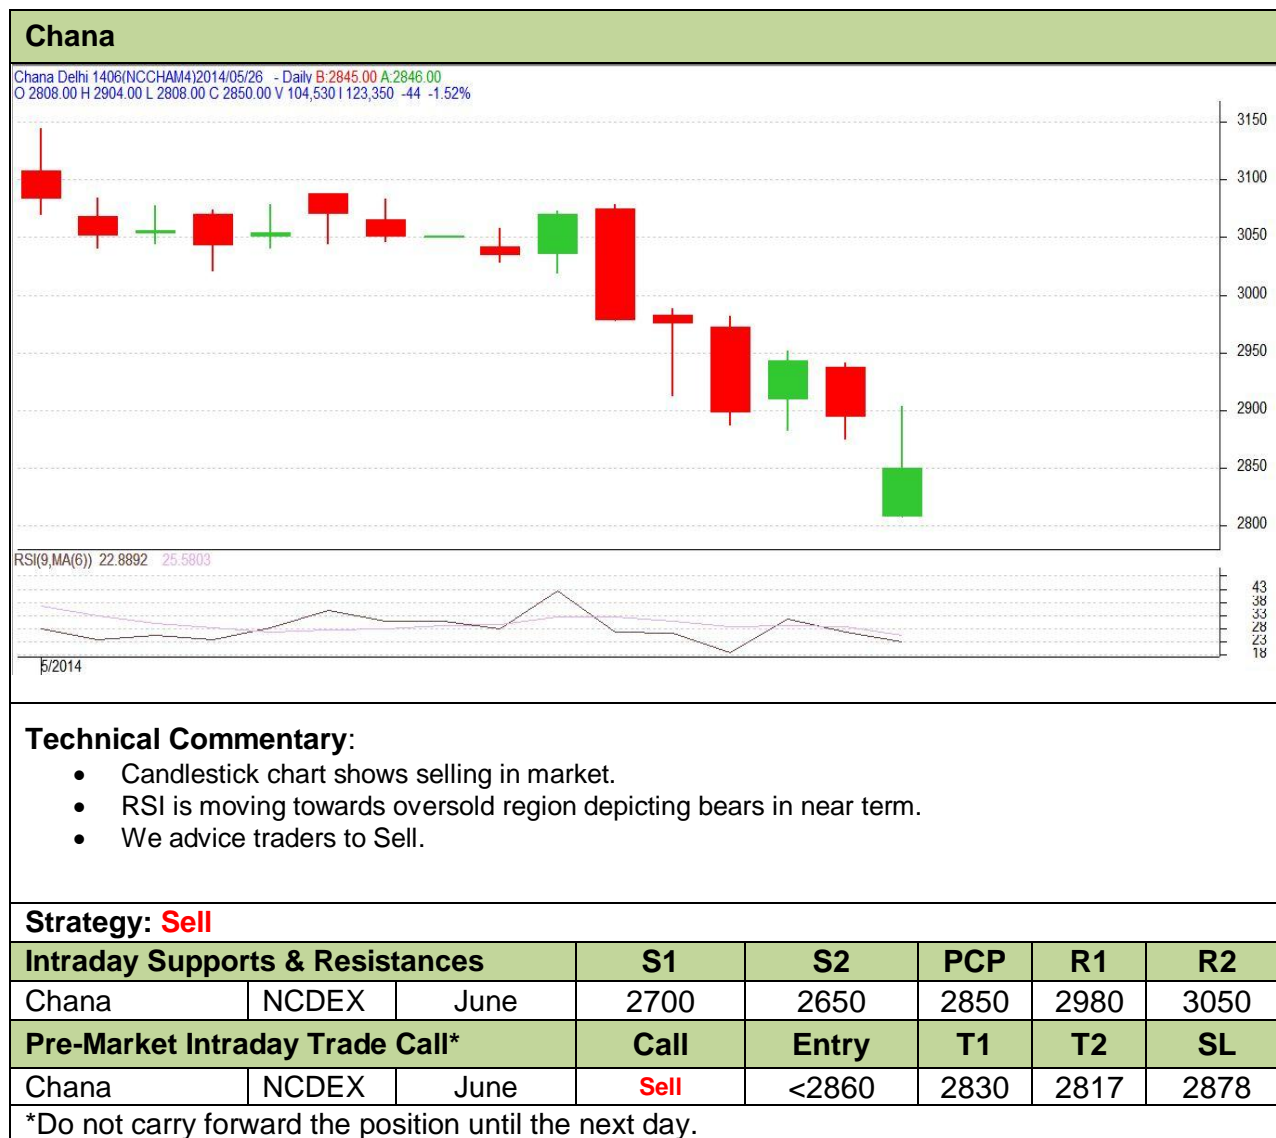 Chana
Chana Delhi 1406(NCCHAM4)2014/05/26 - Daily B:2845.00 A:2846.00
O 2808.00 H 2904.00 L 2808.00 C 2850.00 V 104,530 I 123,350 -44 -1.52%
3150
3100
3050
3000
2950
2900
2850
2800
RSI(9,MA(6)) 22.8892 25.5803
43
38
33
28
23
18
5/2014
Technical Commentary:
• Candlestick chart shows selling in market.
• RSI is moving towards oversold region depicting bears in near term.
• We advice traders to Sell.
Strategy: Sell
Intraday Supports & Resistances S1 S2 PCP R1 R2
Chana NCDEX June 2700 2650 2850 2980 3050
Pre-Market Intraday Trade Call* Call Entry T1 T2 SL
Chana NCDEX June Sell <2860 2830 2817 2878
*Do not carry forward the position until the next day.